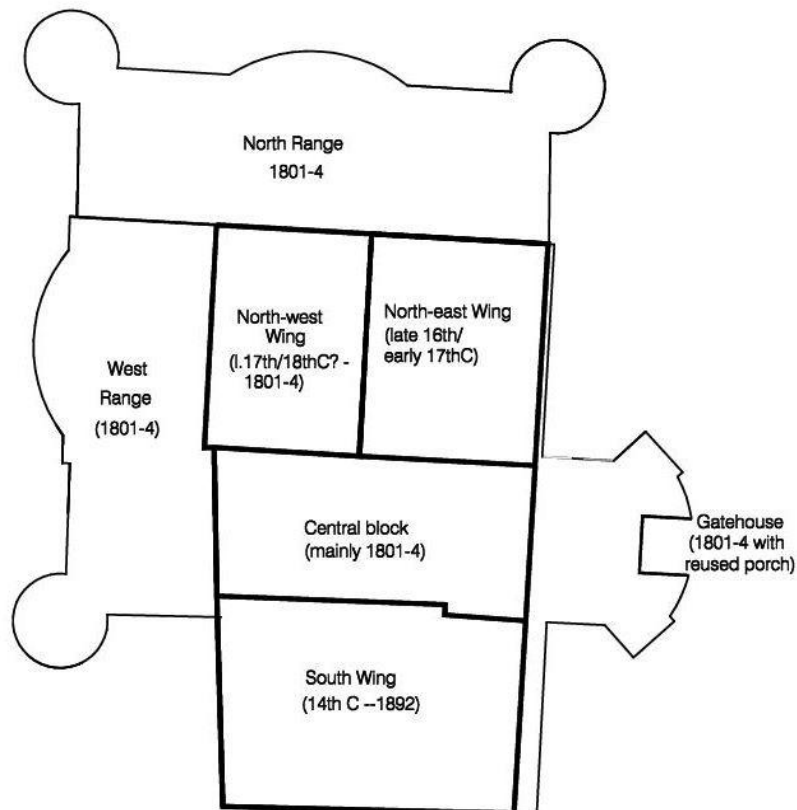 North Range
1801-4
North-west
Wing
(l.17th/18thC? -
1801-4)
North-east Wing
(late 16th/
early 17thC)
West
Range
(1801-4)
Central block
(mainly 1801-4)
Gatehouse
(1801-4 with
reused porch)
South Wing
(14th C --1892)